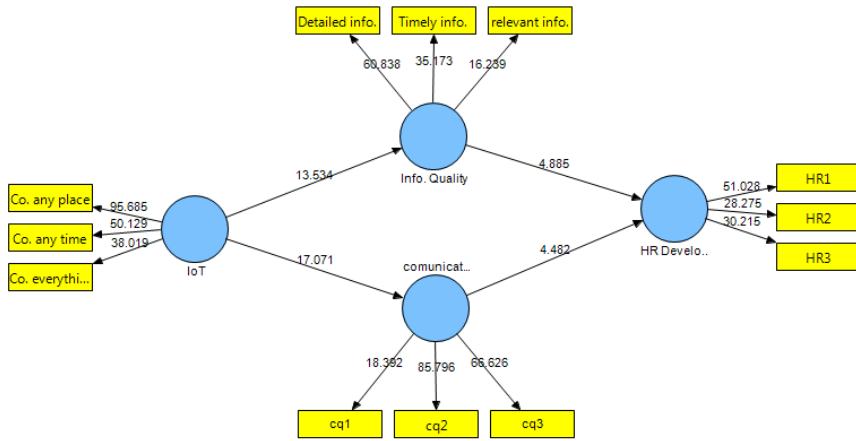 Detailed info.
Timely info.
relevant info.
60.838
35.173
16.239
Info. Quality
13.534
4.885
Co. any place
Co. any time
Co. everythi...
95.685
50.129
38.019
IoT
51.028
28.275
30.215
HR1
HR2
HR3
HR Develo..
17.071
4.482
comunicat...
18.392
85.796
66.626
cq1
cq2
cq3